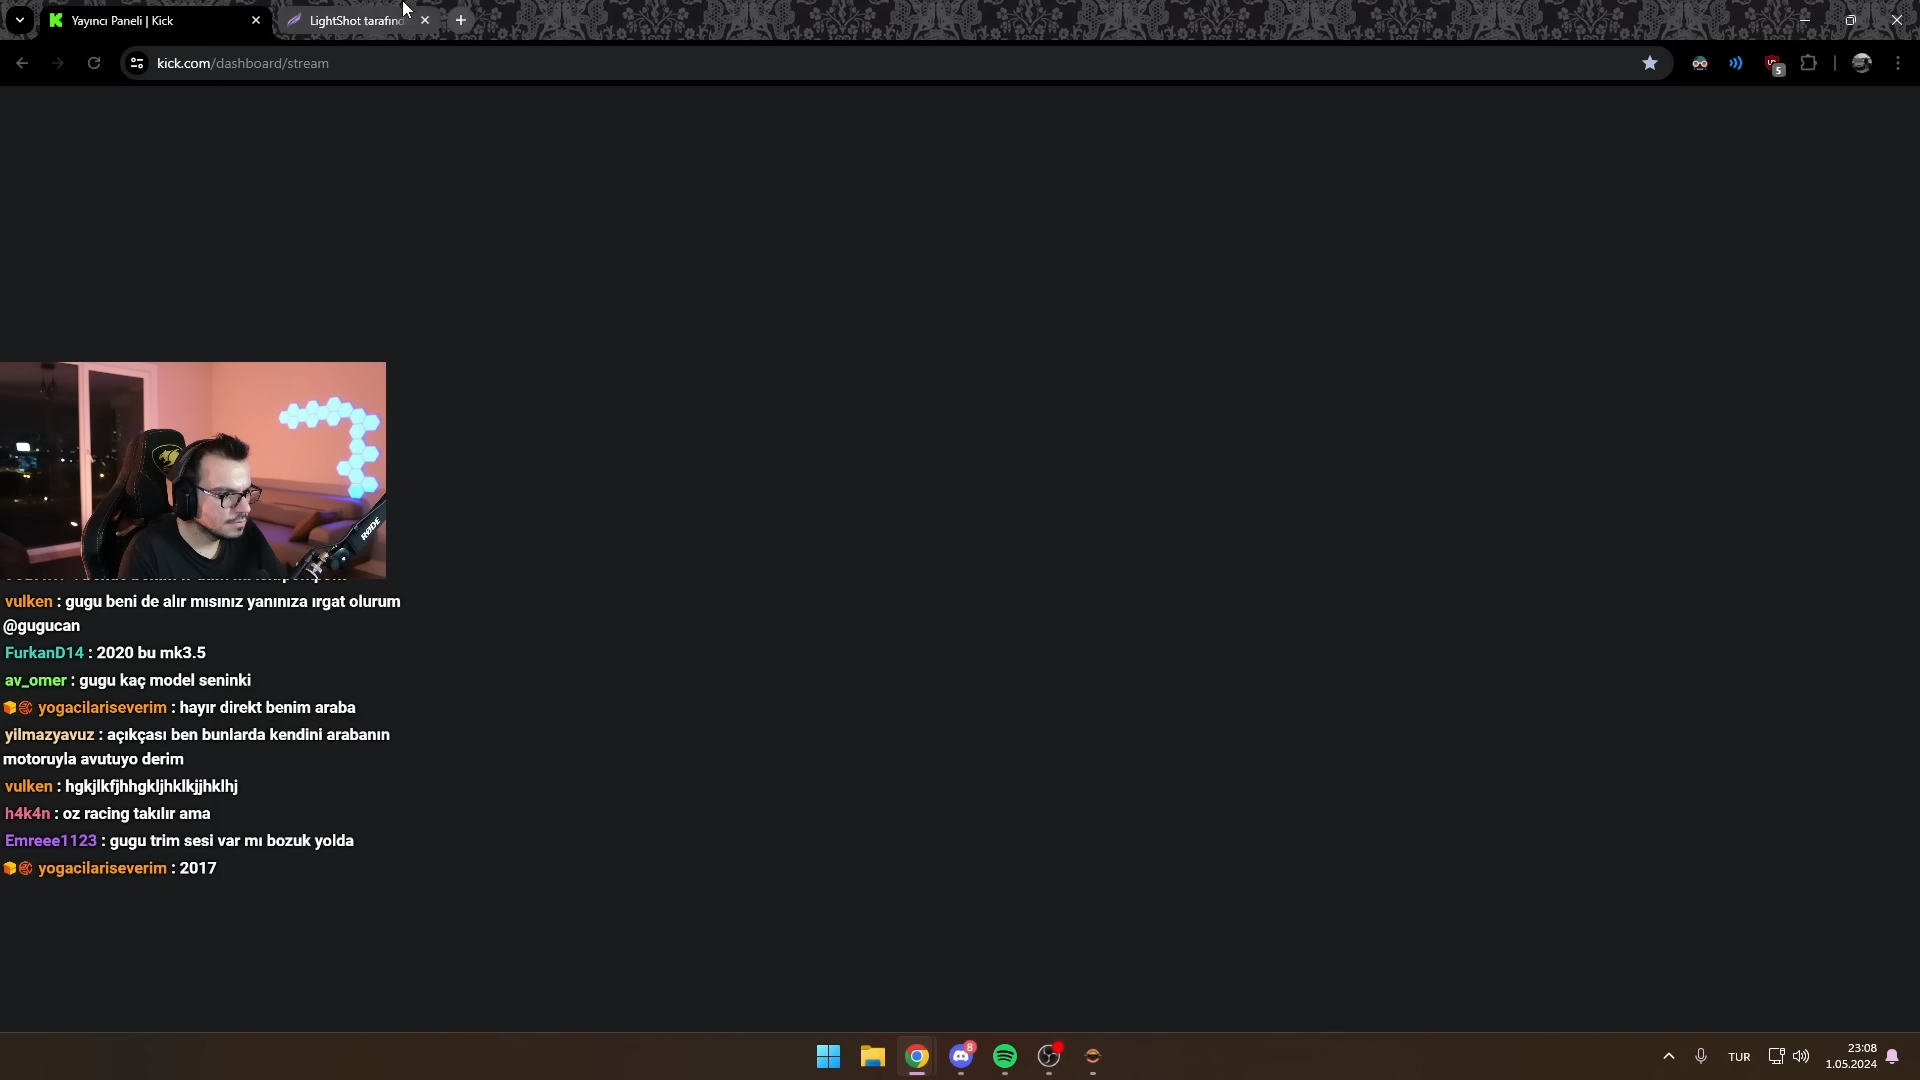 Yayıncı Paneli | Kick
LightShot tarafınd
kick.com/dashboard/stream
5
RØDE
vulken : gugu beni de alır mısınız yanınıza ırgat olurum
@gugucan
FurkanD14 : 2020 bu mk3.5
av_omer : gugu kaç model seninki
yogacilariseverim : hayır direkt benim araba
yilmazyavuz : açıkçası ben bunlarda kendini arabanın
motoruyla avutuyo derim
vulken : hgkjlkfjhhgkljhklkjjhklhj
h4k4n : oz racing takılır ama
Emreee1123 : gugu trim sesi var mı bozuk yolda
yogacilariseverim : 2017
8
TUR
23:08
1.05.2024